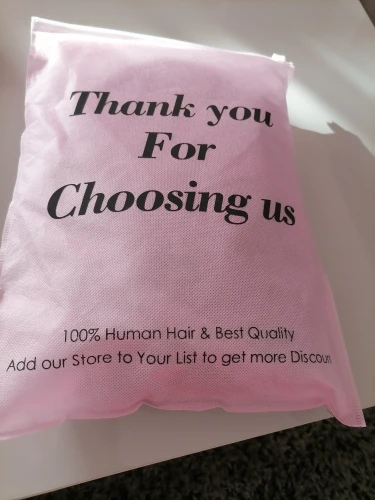 Thank you
For
Choosing us
100% Human Hair & Best Quality
Add our Store to Your List to get more Discoun